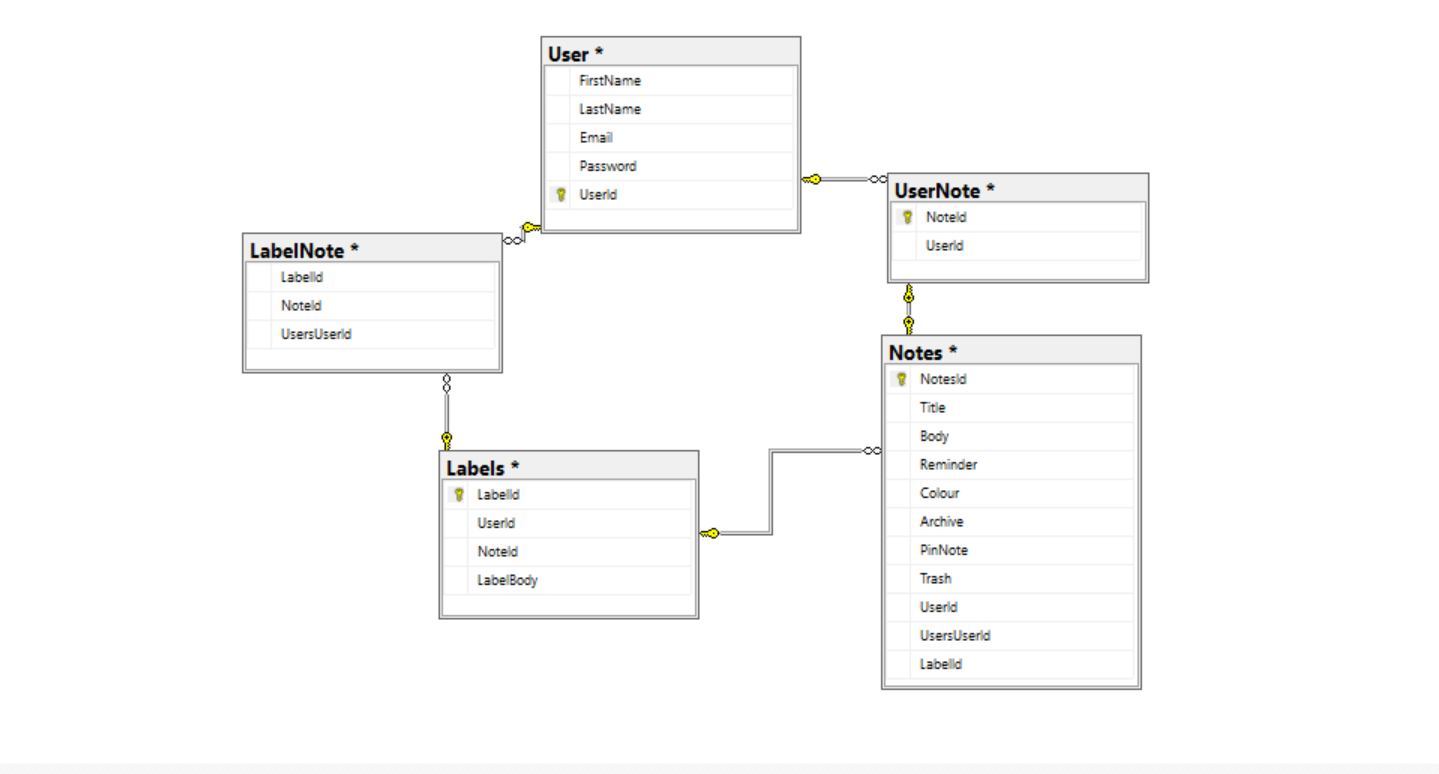 User *
FirstName
LastName
Email
Password
UserId
UserNote *
NoteId
UserId
LabelNote *
LabelId
NoteId
UsersUserId
Notes *
NotesId
Title
Body
Reminder
Colour
Archive
PinNote
Trash
UserId
UsersUserId
LabelId
Labels *
LabelId
UserId
NoteId
LabelBody